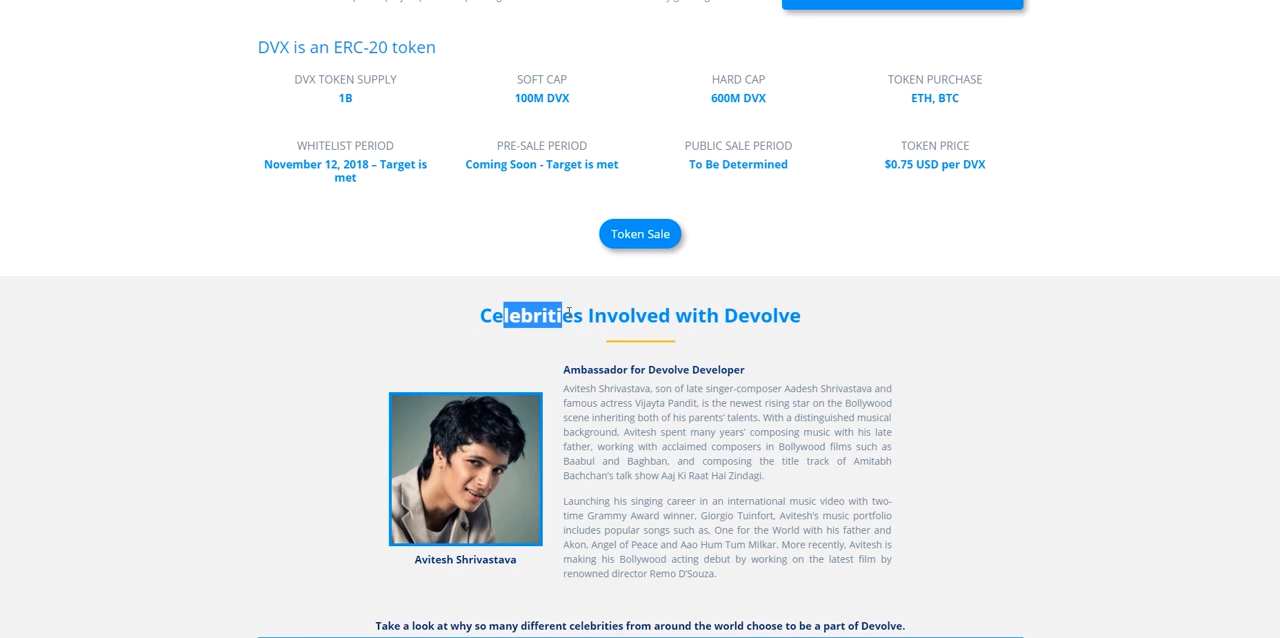 DVX is an ERC-20 token
DVX TOKEN SUPPLY
1B
SOFT CAP
100M DVX
HARD CAP
600M DVX
TOKEN PURCHASE
ETH, BTC
WHITELIST PERIOD
November 12, 2018 – Target is
met
PRE-SALE PERIOD
Coming Soon - Target is met
PUBLIC SALE PERIOD
To Be Determined
TOKEN PRICE
$0.75 USD per DVX
Token Sale
Celebrities Involved with Devolve
Avitesh Shrivastava
Ambassador for Devolve Developer
Avitesh Shrivastava, son of late singer-composer Aadesh Shrivastava and
famous actress Vijayta Pandit, is the newest rising star on the Bollywood
scene inheriting both of his parents’ talents. With a distinguished musical
background, Avitesh spent many years’ composing music with his late
father, working with acclaimed composers in Bollywood films such as
Baabul and Baghban, and composing the title track of Amitabh
Bachchan’s talk show Aaj Ki Raat Hai Zindagi.
Launching his singing career in an international music video with two-
time Grammy Award winner, Giorgio Tuinfort, Avitesh’s music portfolio
includes popular songs such as, One for the World with his father and
Akon, Angel of Peace and Aao Hum Tum Milkar. More recently, Avitesh is
making his Bollywood acting debut by working on the latest film by
renowned director Remo D’Souza.
Take a look at why so many different celebrities from around the world choose to be a part of Devolve.